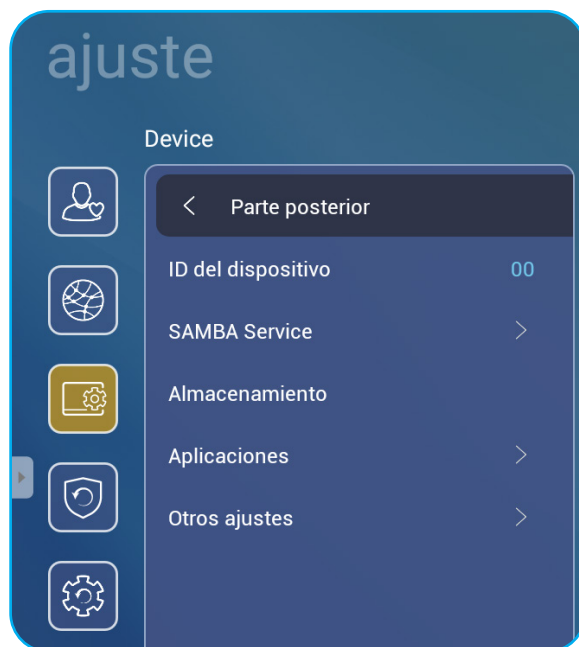 ajuste
Device
Parte posterior
ID del dispositivo 00
SAMBA Service
Almacenamiento
Aplicaciones
Otros ajustes